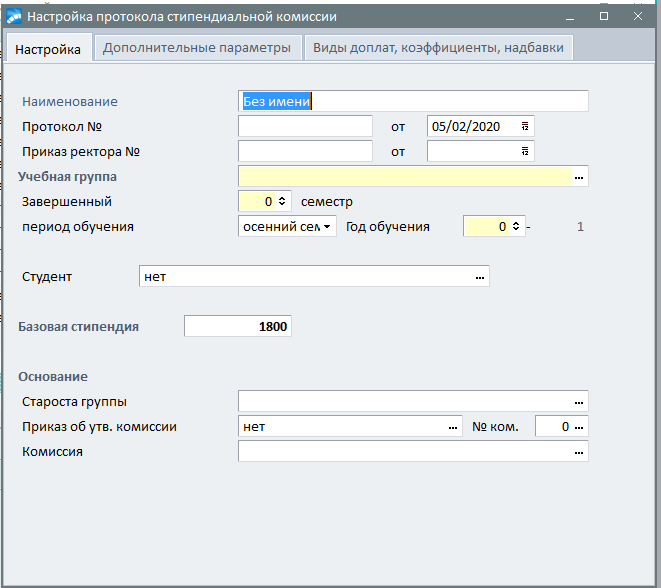 Настройка протокола стипендиальной комиссии
Настройка Дополнительные параметры Виды доплат, коэффициенты, надбавки
Наименование Без имени
Протокол № от 05/02/2020
Приказ ректора № от
Учебная группа ...
Завершенный 0 семестр
период обучения осенний сем Год обучения 0 - 1
Студент нет ...
Базовая стипендия 1800
Основание
Староста группы ...
Приказ об утв. комиссии нет ... № ком. 0 ...
Комиссия ...